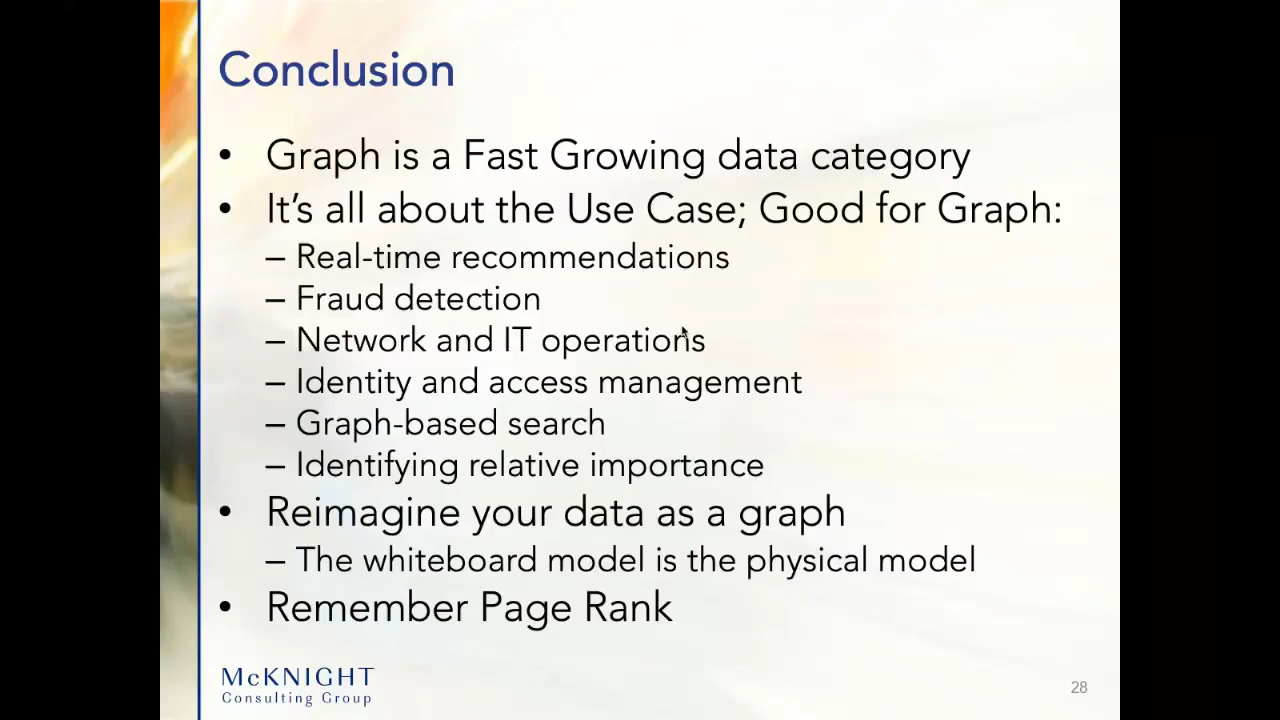 Conclusion
• Graph is a Fast Growing data category
• It's all about the Use Case; Good for Graph:
– Real-time recommendations
– Fraud detection
– Network and IT operations
– Identity and access management
– Graph-based search
– Identifying relative importance
• Reimagine your data as a graph
– The whiteboard model is the physical model
• Remember Page Rank
McKNIGHT
Consulting Group
28